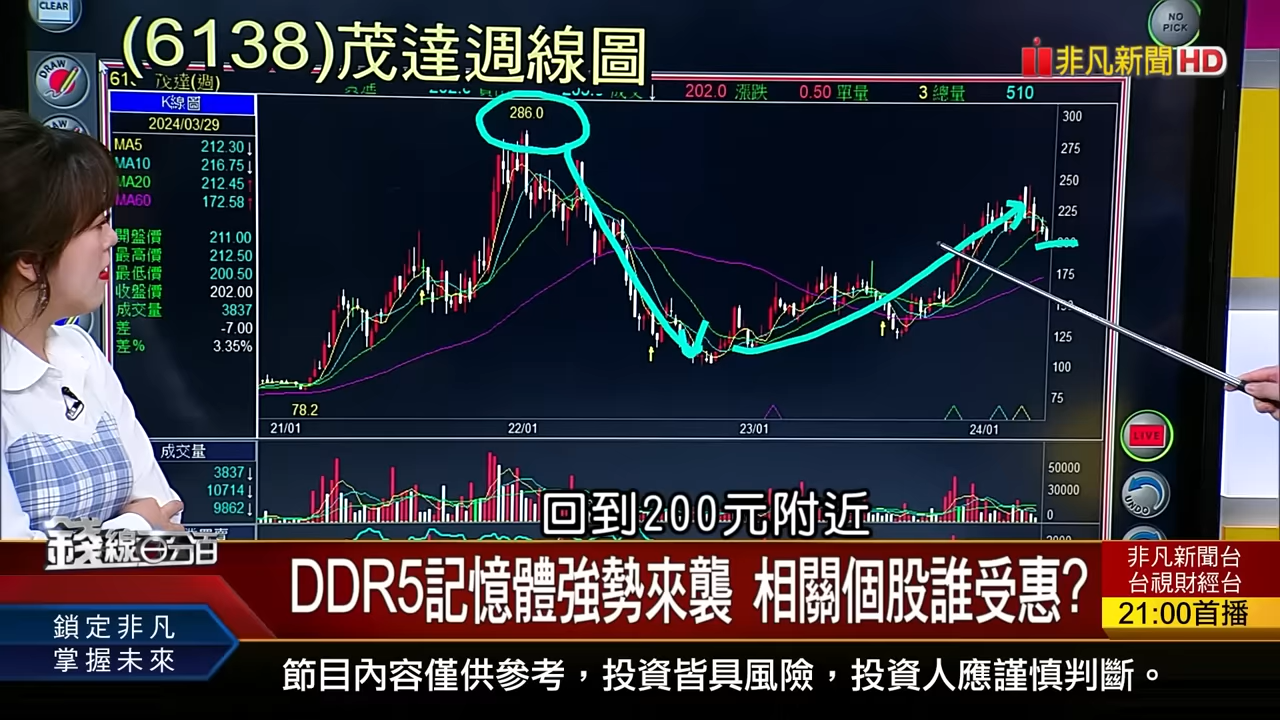 CLEAR
(6138)茂達週線圖
NO PICK
非凡新聞HD
DRAW
茂達(週)
202.0 漲跌 0.50 單量 3 總量 510
K線圖
2024/03/29
MA5 212.30↓
MA10 216.75↓
MA20 212.45↑
MA60 172.58↑
開盤價 211.00
最高價 212.50
最低價 200.50
收盤價 202.00
成交量 3837
差 -7.00
差% 3.35%
286.0
300
275
250
225
200
175
125
100
75
78.2
21/01 22/01 23/01 24/01
成交量
3837↓
10714↓
9862↓
50000
30000
0
LIVE
UNDO
回到200元附近
錢線百分百
DDR5記憶體強勢來襲 相關個股誰受惠?
非凡新聞台
台視財經台
21:00首播
鎖定非凡
掌握未來
節目內容僅供參考，投資皆具風險，投資人應謹慎判斷。